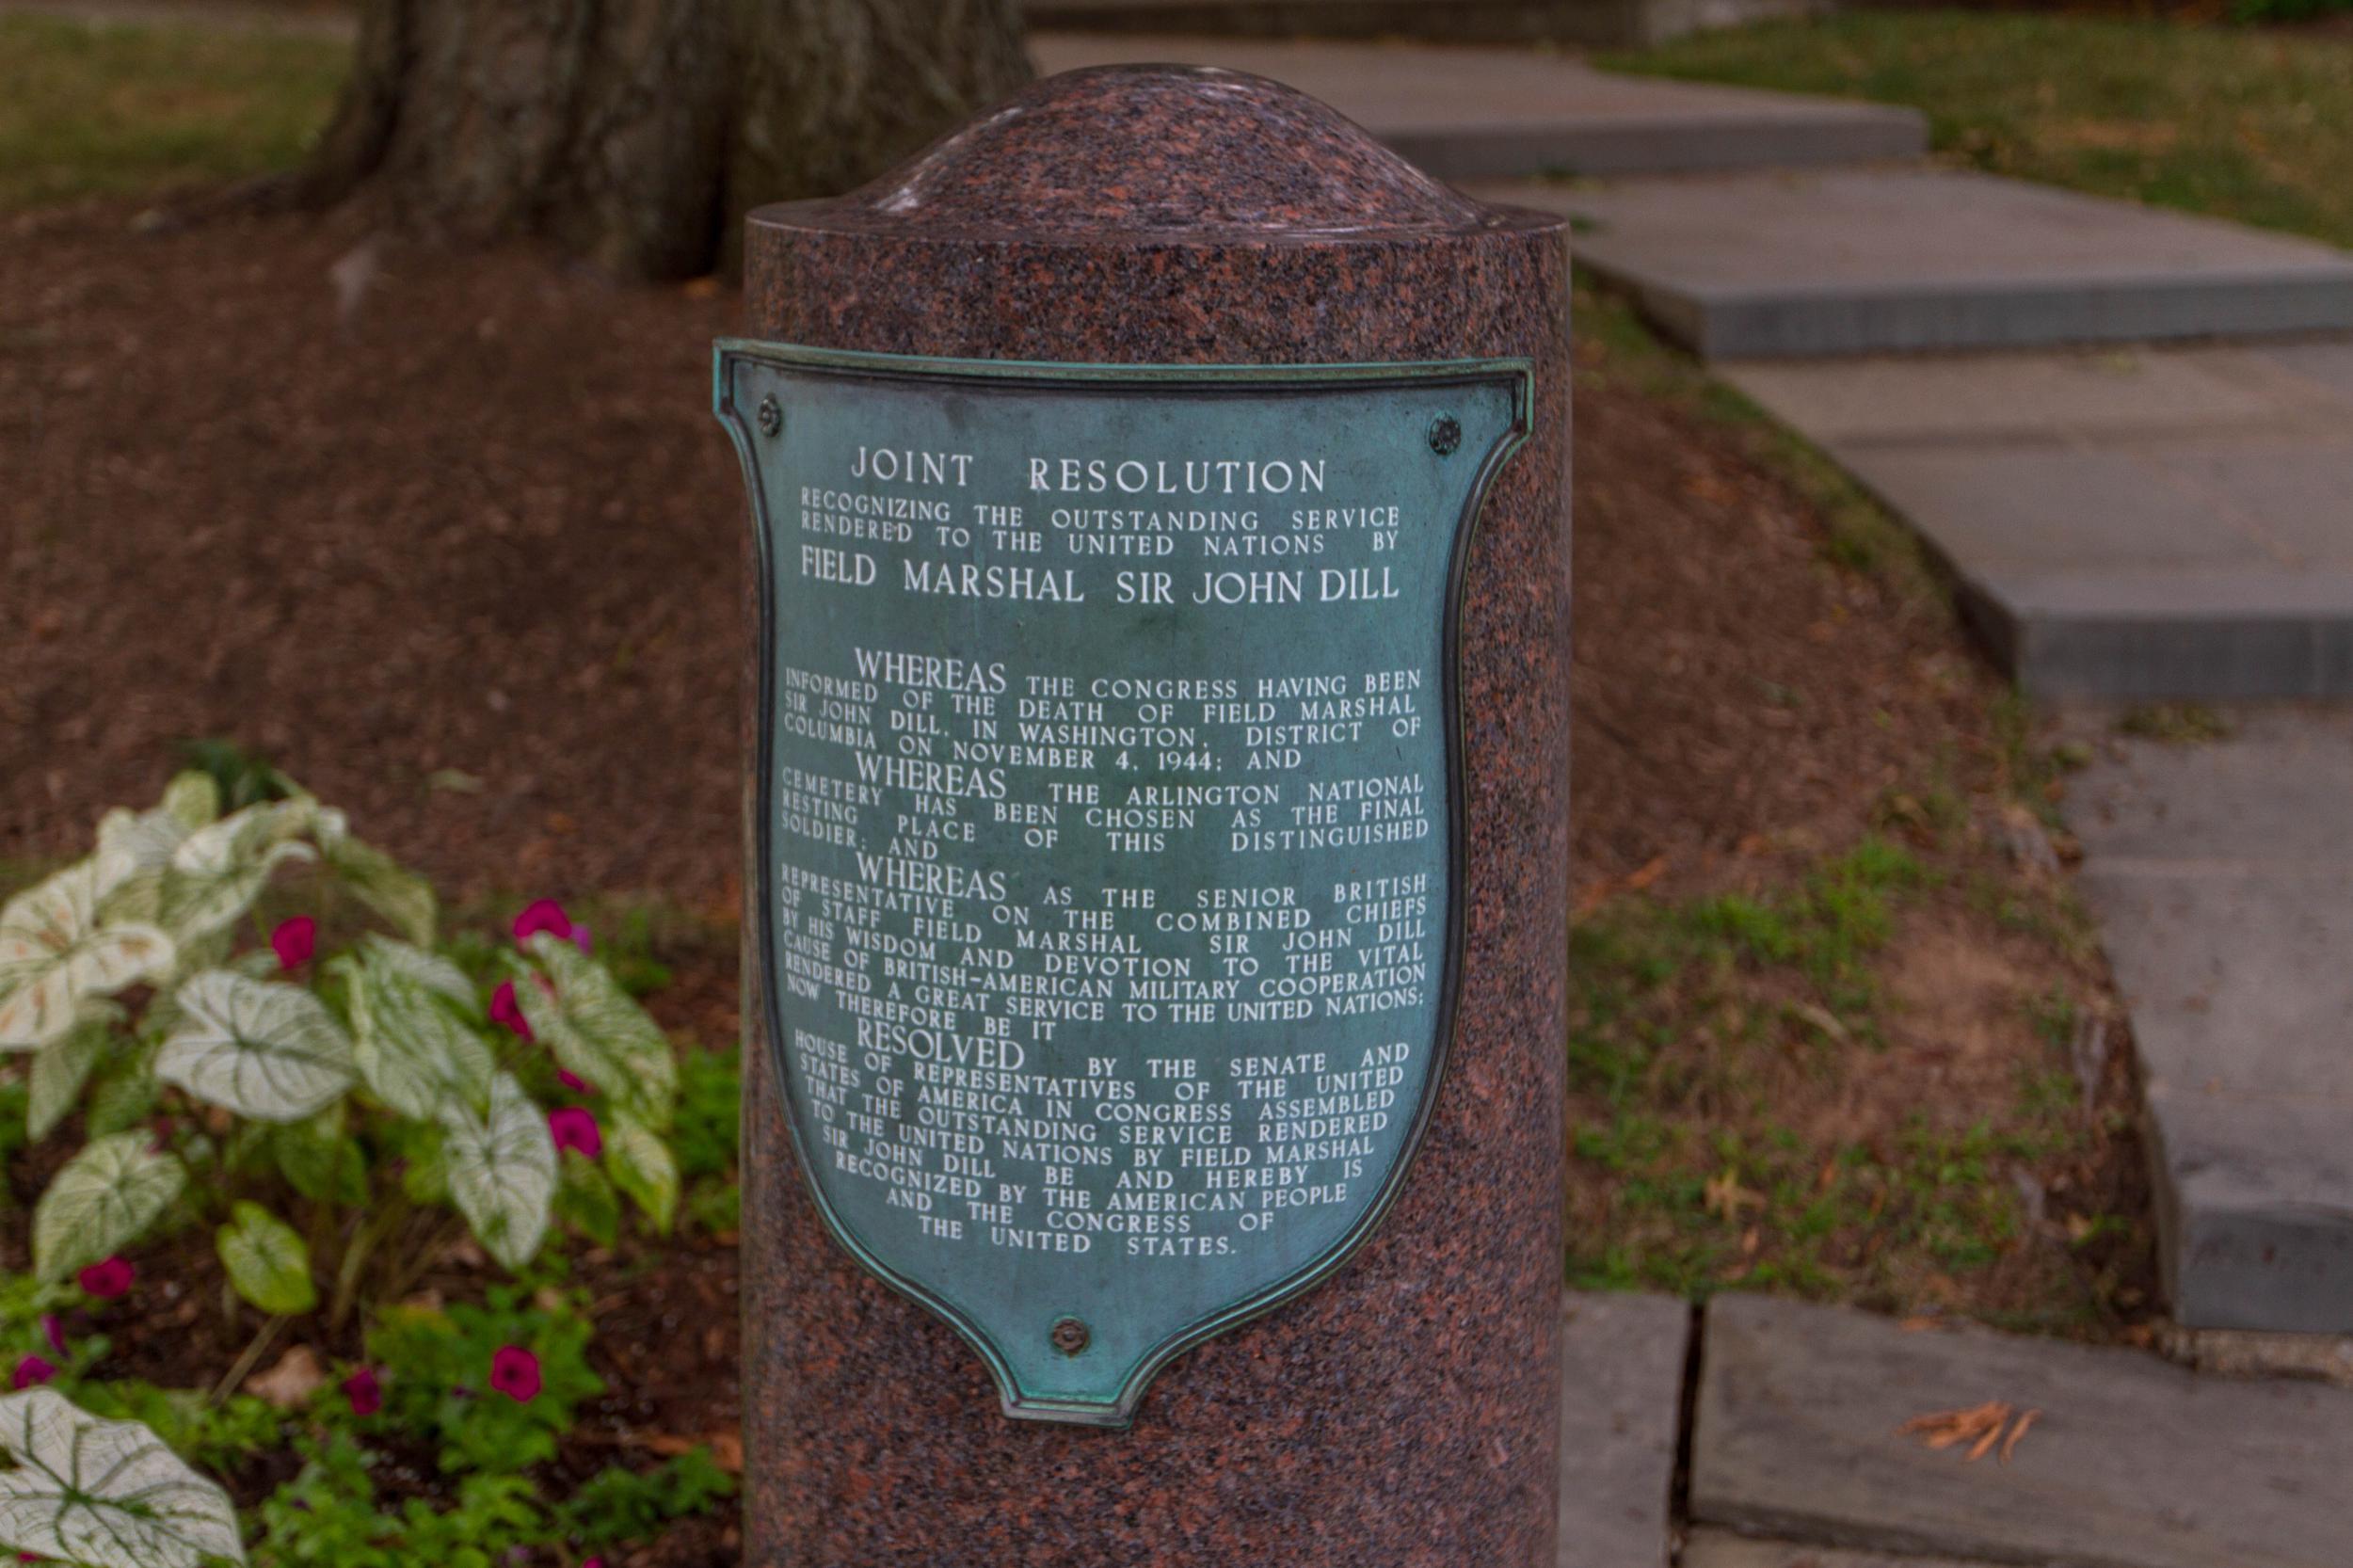 JOINT RESOLUTION
RECOGNIZING THE OUTSTANDING SERVICE
RENDERED TO THE UNITED NATIONS BY
FIELD MARSHAL SIR JOHN DILL
WHEREAS THE CONGRESS HAVING BEEN
INFORMED OF THE DEATH OF FIELD MARSHAL
SIR JOHN DILL, IN WASHINGTON, DISTRICT OF
COLUMBIA ON NOVEMBER 4, 1944; AND
WHEREAS THE ARLINGTON NATIONAL
CEMETERY HAS BEEN CHOSEN AS THE FINAL
RESTING PLACE OF THIS DISTINGUISHED
SOLDIER; AND
WHEREAS AS THE SENIOR BRITISH
REPRESENTATIVE ON THE COMBINED CHIEFS
OF STAFF FIELD MARSHAL SIR JOHN DILL
BY HIS WISDOM AND DEVOTION TO THE VITAL
CAUSE OF BRITISH-AMERICAN MILITARY COOPERATION
RENDERED A GREAT SERVICE TO THE UNITED NATIONS;
NOW THEREFORE BE IT
RESOLVED BY THE SENATE AND
HOUSE OF REPRESENTATIVES OF THE UNITED
STATES OF AMERICA IN CONGRESS ASSEMBLED
THAT THE OUTSTANDING SERVICE RENDERED
TO THE UNITED NATIONS BY FIELD MARSHAL
SIR JOHN DILL BE AND HEREBY IS
RECOGNIZED BY THE AMERICAN PEOPLE
AND THE CONGRESS OF
THE UNITED STATES.